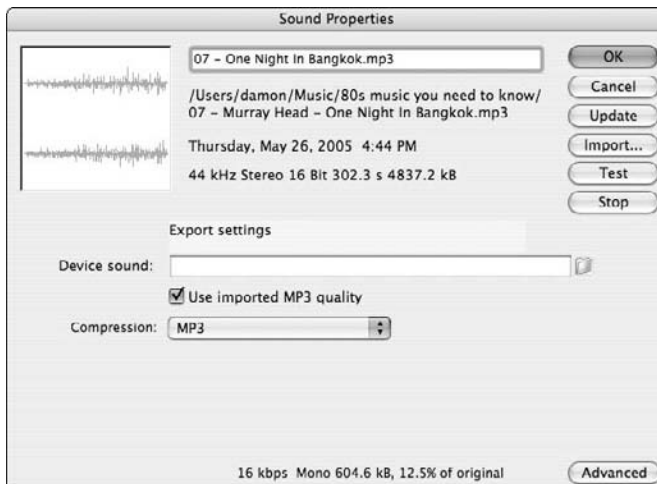 Sound Properties
07 – One Night In Bangkok.mp3
/Users/damon/Music/80s music you need to know/
07 – Murray Head – One Night In Bangkok.mp3
Thursday, May 26, 2005 4:44 PM
44 kHz Stereo 16 Bit 302.3 s 4837.2 kB
OK
Cancel
Update
Import...
Test
Stop
Export settings
Device sound:
Use imported MP3 quality
Compression: MP3
16 kbps Mono 604.6 kB, 12.5% of original
Advanced